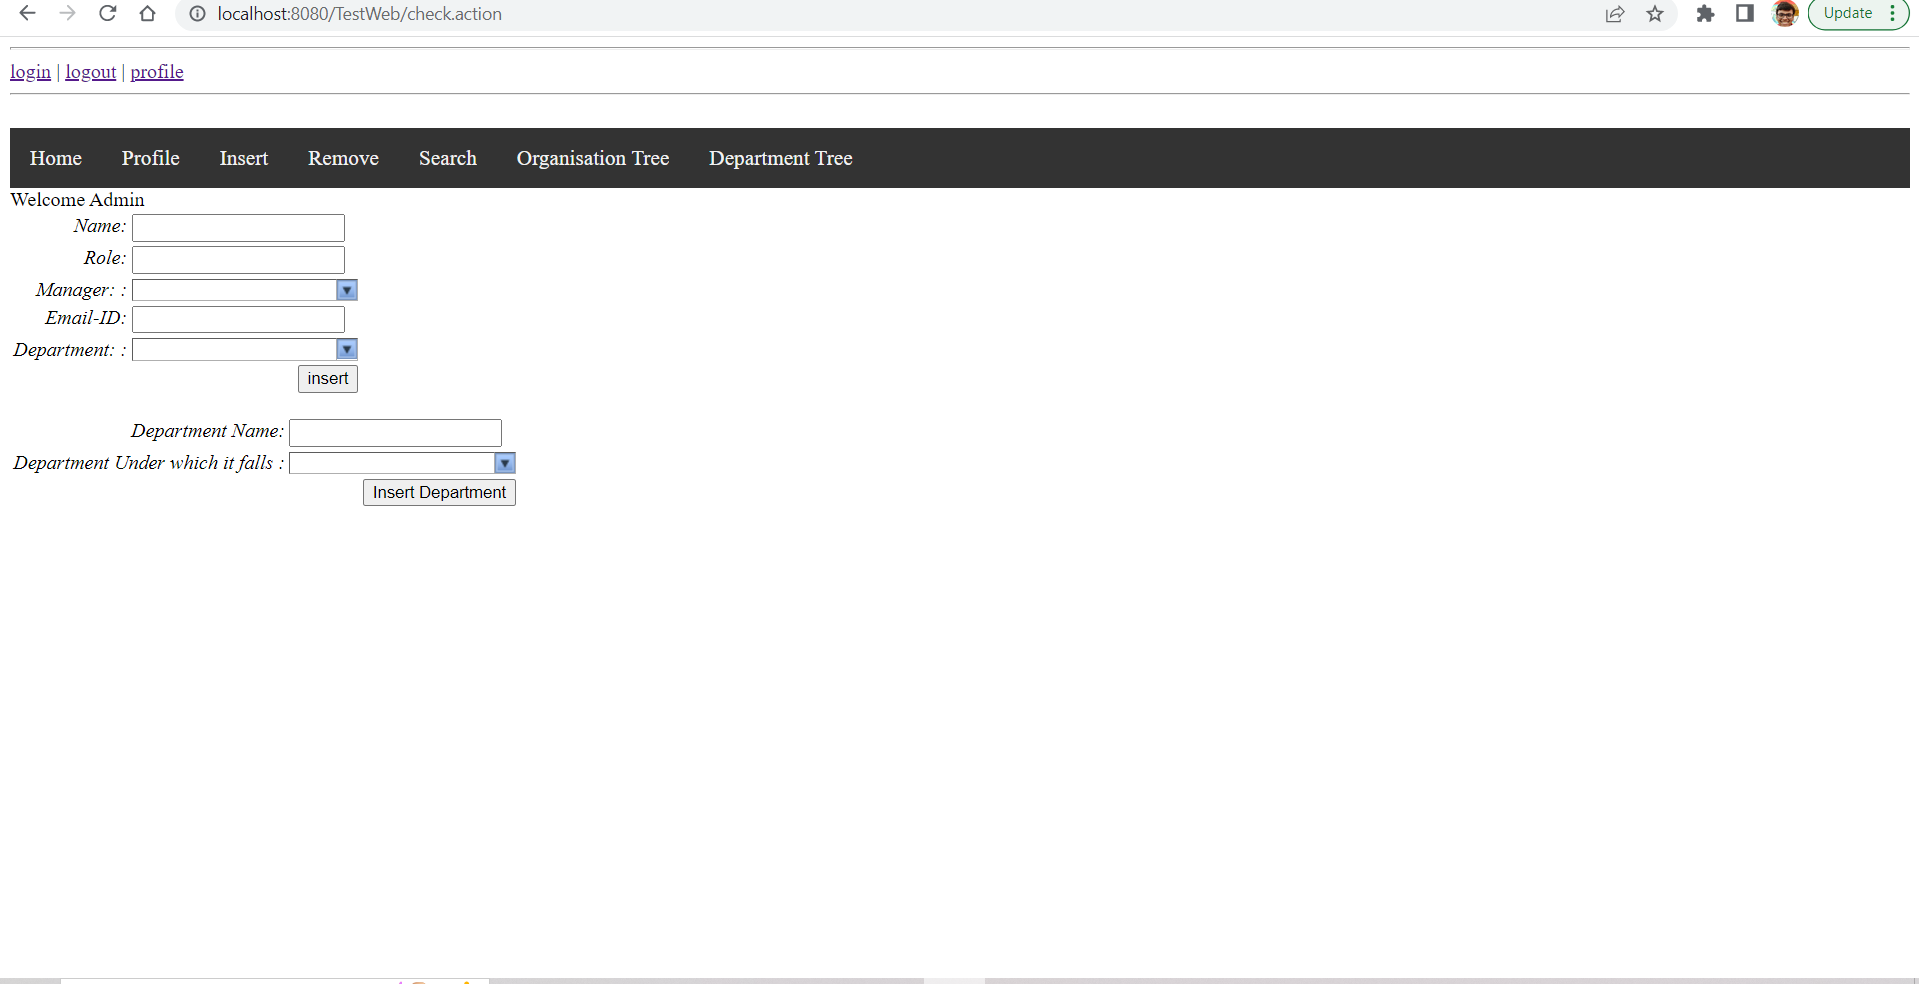 localhost:8080/TestWeb/check.action Update
login | logout | profile
Home Profile Insert Remove Search Organisation Tree Department Tree
Welcome Admin
Name:
Role:
Manager: :
Email-ID:
Department: :
insert
Department Name:
Department Under which it falls :
Insert Department